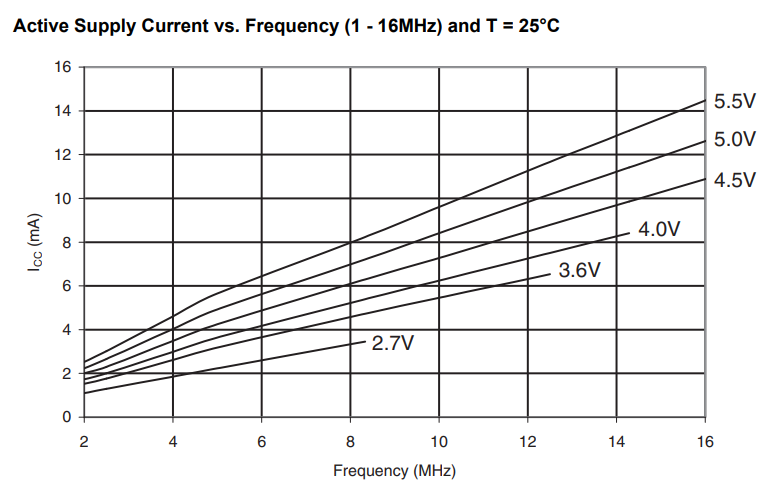 Active Supply Current vs. Frequency (1 - 16MHz) and T = 25°C
16
14
12
10
8
6
4
2
0
ICC (mA)
5.5V
5.0V
4.5V
4.0V
3.6V
2.7V
2 4 6 8 10 12 14 16
Frequency (MHz)